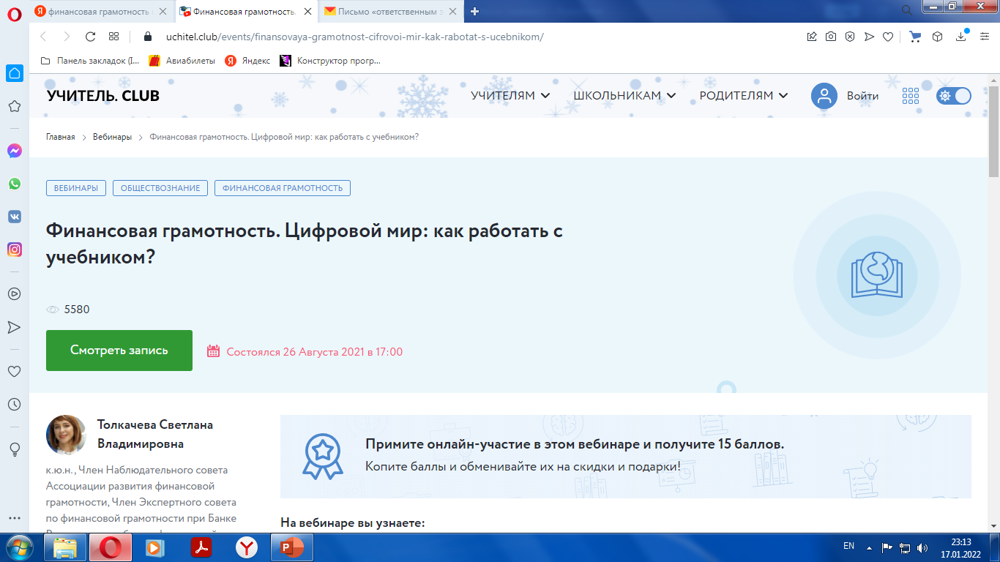 финансовая грамотность
Финансовая грамотность.
Письмо «ответственным з
uchitel.club/events/finansovaya-gramotnost-cifrovoi-mir-kak-rabotat-s-ucebnikom/
Панель закладок (I...
Авиабилеты
Яндекс
Конструктор прогр...
УЧИТЕЛЬ. CLUB
УЧИТЕЛЯМ
ШКОЛЬНИКАМ
РОДИТЕЛЯМ
Войти
Главная > Вебинары > Финансовая грамотность. Цифровой мир: как работать с учебником?
ВЕБИНАРЫ
ОБЩЕСТВОЗНАНИЕ
ФИНАНСОВАЯ ГРАМОТНОСТЬ
Финансовая грамотность. Цифровой мир: как работать с
учебником?
5580
Смотреть запись
Состоялся 26 Августа 2021 в 17:00
Толкачева Светлана
Владимировна
к.ю.н., Член Наблюдательного совета
Ассоциации развития финансовой
грамотности, Член Экспертного совета
по финансовой грамотности при Банке
Примите онлайн-участие в этом вебинаре и получите 15 баллов.
Копите баллы и обменивайте их на скидки и подарки!
На вебинаре вы узнаете:
EN
23:13
17.01.2022